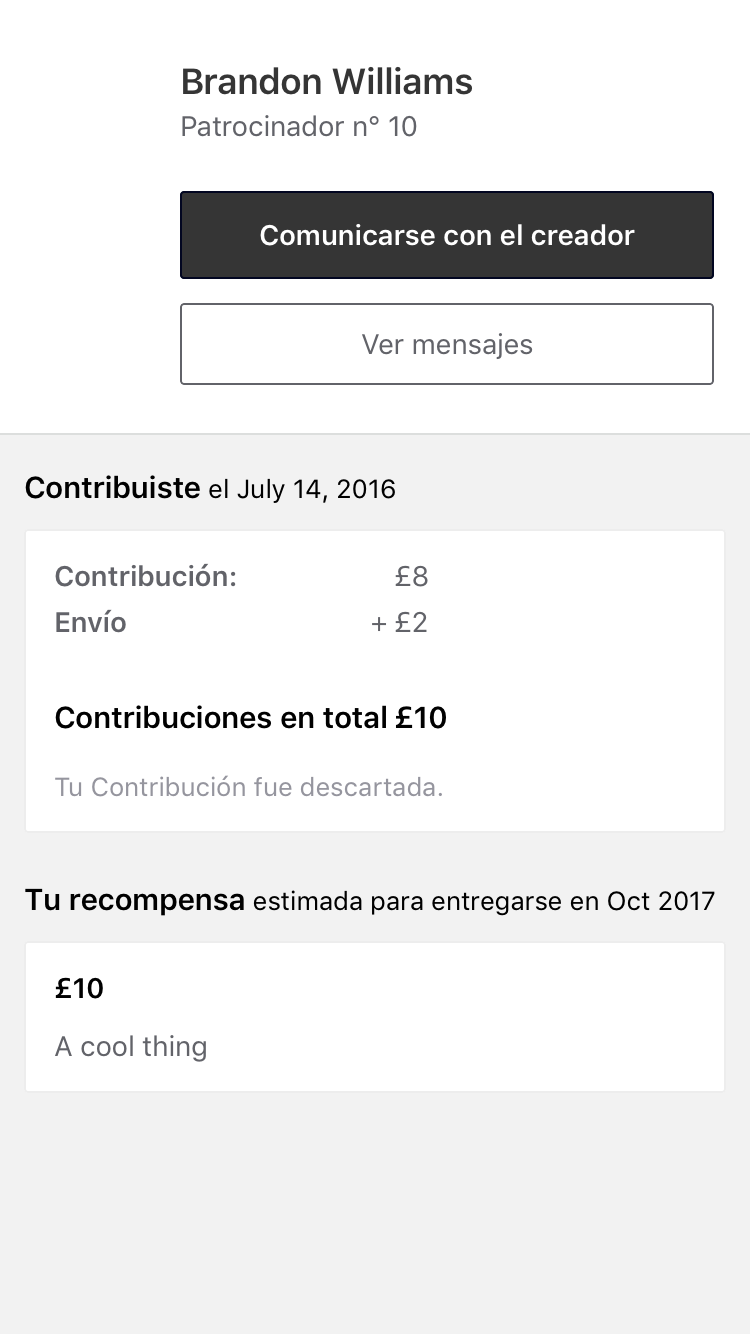 Brandon Williams
Patrocinador n° 10
Comunicarse con el creador
Ver mensajes
Contribuiste el July 14, 2016
Contribución: £8
Envío + £2
Contribuciones en total £10
Tu Contribución fue descartada.
Tu recompensa estimada para entregarse en Oct 2017
£10
A cool thing